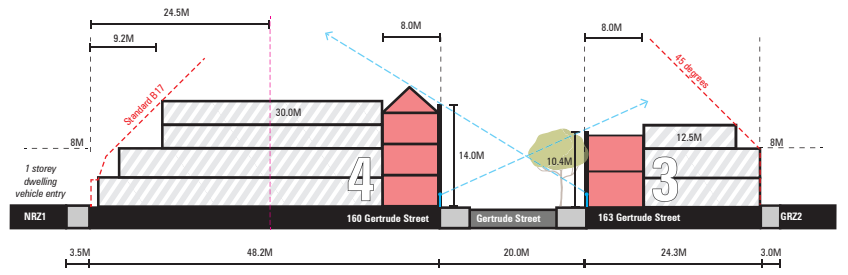 24.5M
9.2M
8.0M
8.0M
Standard B17
45 degrees
30.0M
12.5M
8M
8M
14.0M
10.4M
1 storey
dwelling
vehicle entry
4
3
NRZ1
160 Gertrude Street
Gertrude Street
163 Gertrude Street
GRZ2
3.5M
48.2M
20.0M
24.3M
3.0M